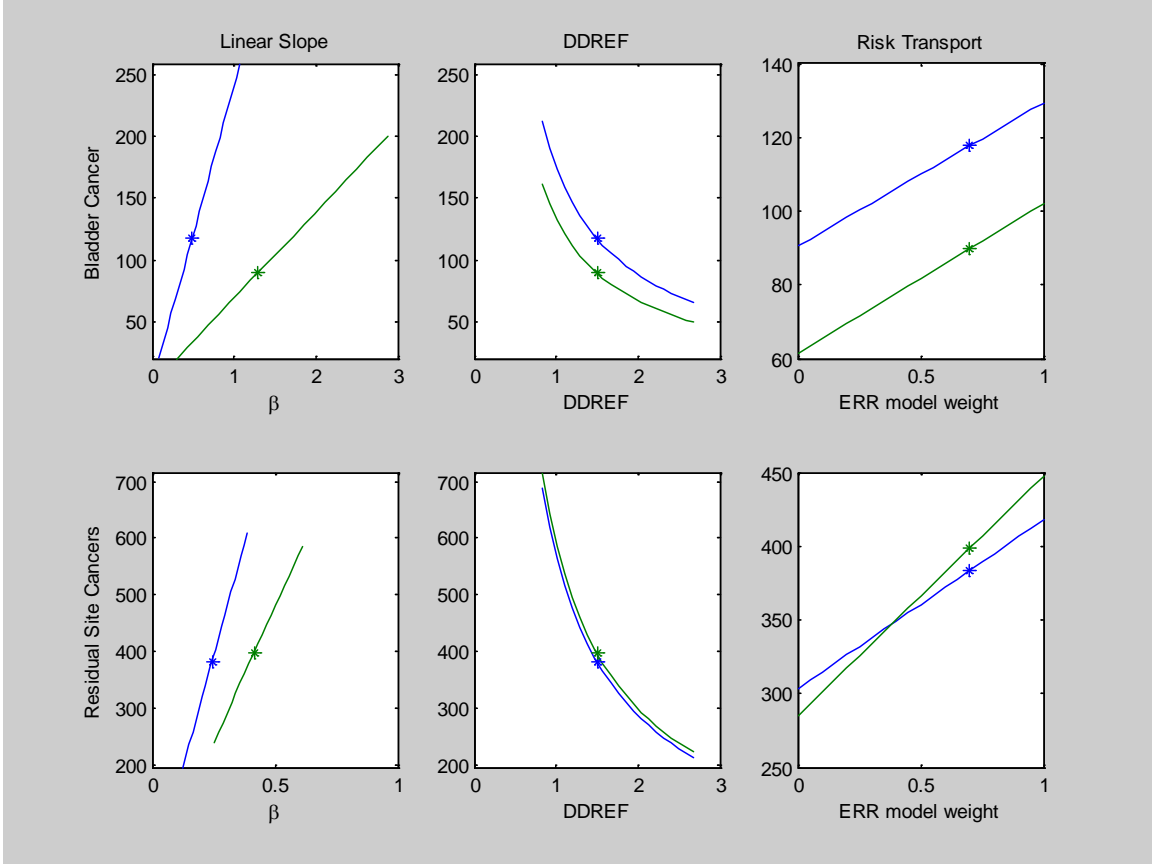 Linear Slope
DDREF
Risk Transport
Bladder Cancer
250
200
150
100
50
0 1 2 3
β
250
200
150
100
50
0 1 2 3
DDREF
140
120
100
80
60
0 0.5 1
ERR model weight
Residual Site Cancers
700
600
500
400
300
200
0 0.5 1
β
700
600
500
400
300
200
0 1 2 3
DDREF
450
400
350
300
250
0 0.5 1
ERR model weight